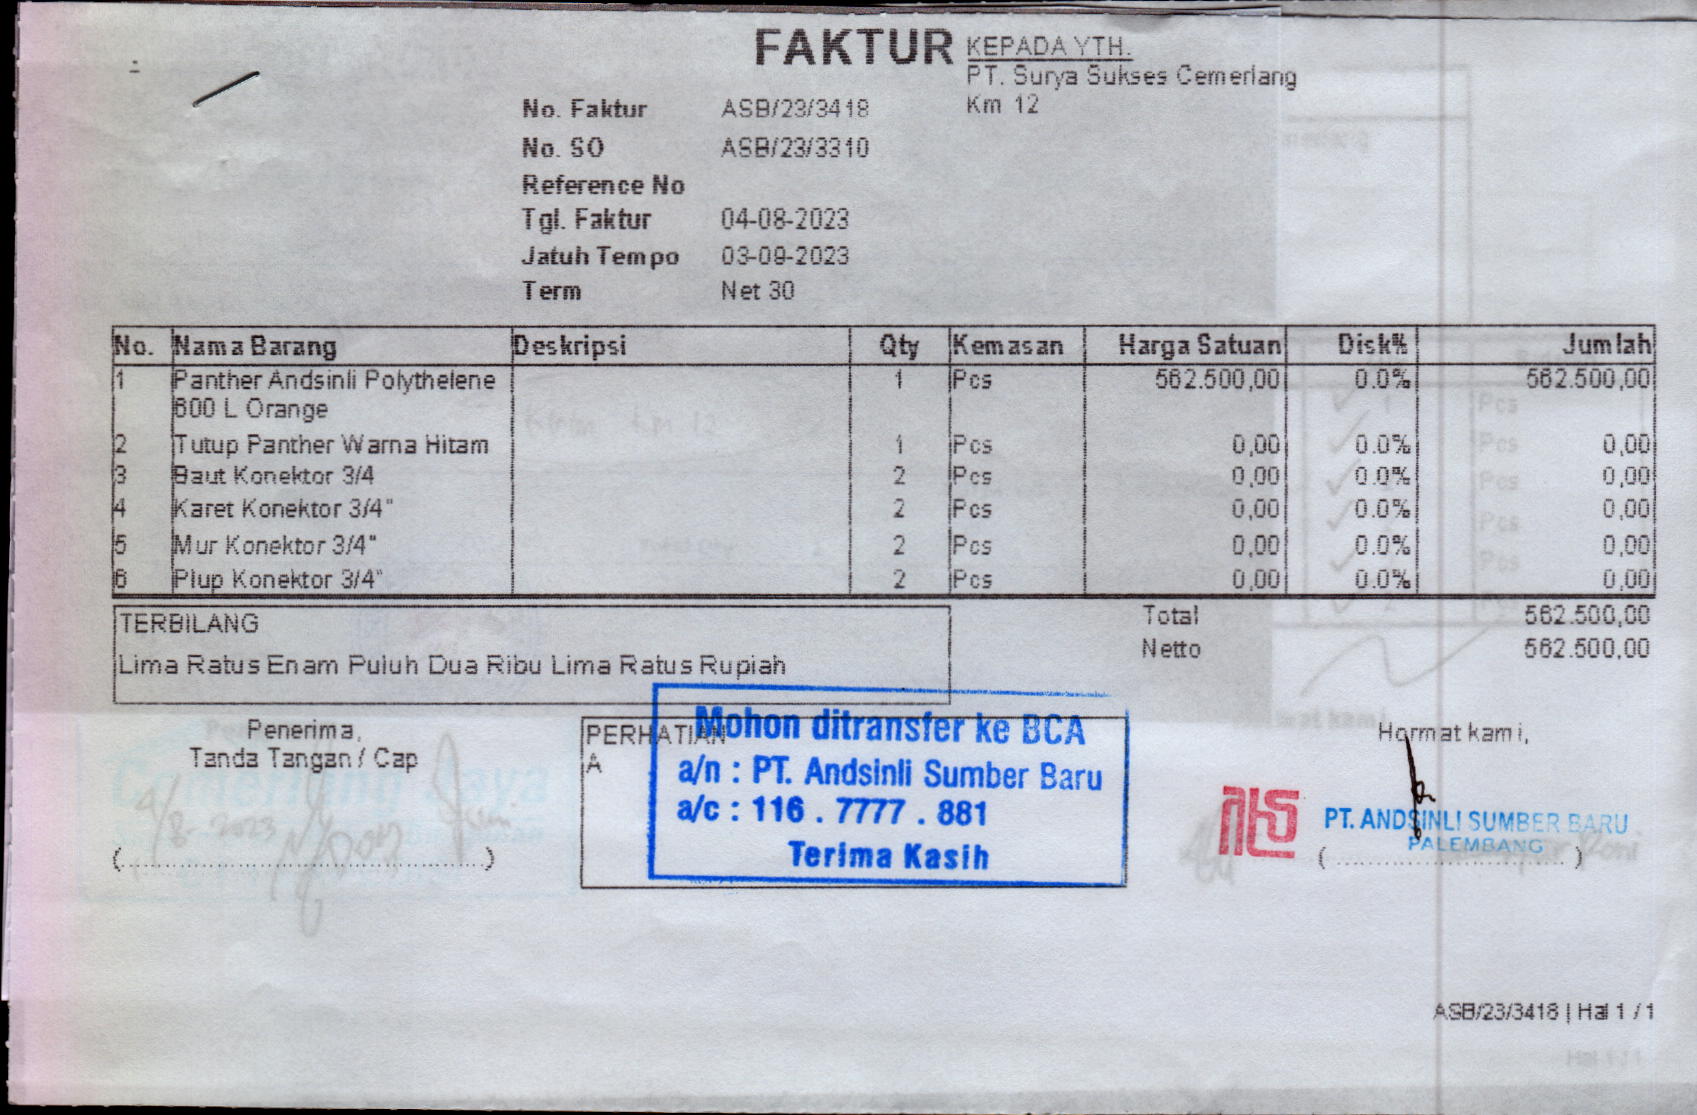 FAKTUR
KEPADA YTH.
PT. Surya Sukses Cemerlang
Km 12
No. Faktur ASB/23/3418
No. SO ASB/23/3310
Reference No
Tgl. Faktur 04-08-2023
Jatuh Tempo 03-09-2023
Term Net 30
No. Nama Barang Deskripsi Qty Kemasan Harga Satuan Disk% Jumlah
1 Panther Andsinli Polythelene 1 Pcs 562.500,00 0.0% 562.500,00
600 L Orange
2 Tutup Panther Warna Hitam 1 Pcs 0,00 0.0% 0,00
3 Baut Konektor 3/4 2 Pcs 0,00 0.0% 0,00
4 Karet Konektor 3/4" 2 Pcs 0,00 0.0% 0,00
5 Mur Konektor 3/4" 2 Pcs 0,00 0.0% 0,00
6 Plup Konektor 3/4" 2 Pcs 0,00 0.0% 0,00
TERBILANG
Lima Ratus Enam Puluh Dua Ribu Lima Ratus Rupiah
Total 562.500,00
Netto 562.500,00
Penerima,
Tanda Tangan / Cap
(........................................)
PERHATIAN
A
Mohon ditransfer ke BCA
a/n : PT. Andsinli Sumber Baru
a/c : 116 . 7777 . 881
Terima Kasih
Hormat kami,
PT. ANDSINLI SUMBER BARU
PALEMBANG
(........................................)
ASB/23/3418 | Hal 1 / 1